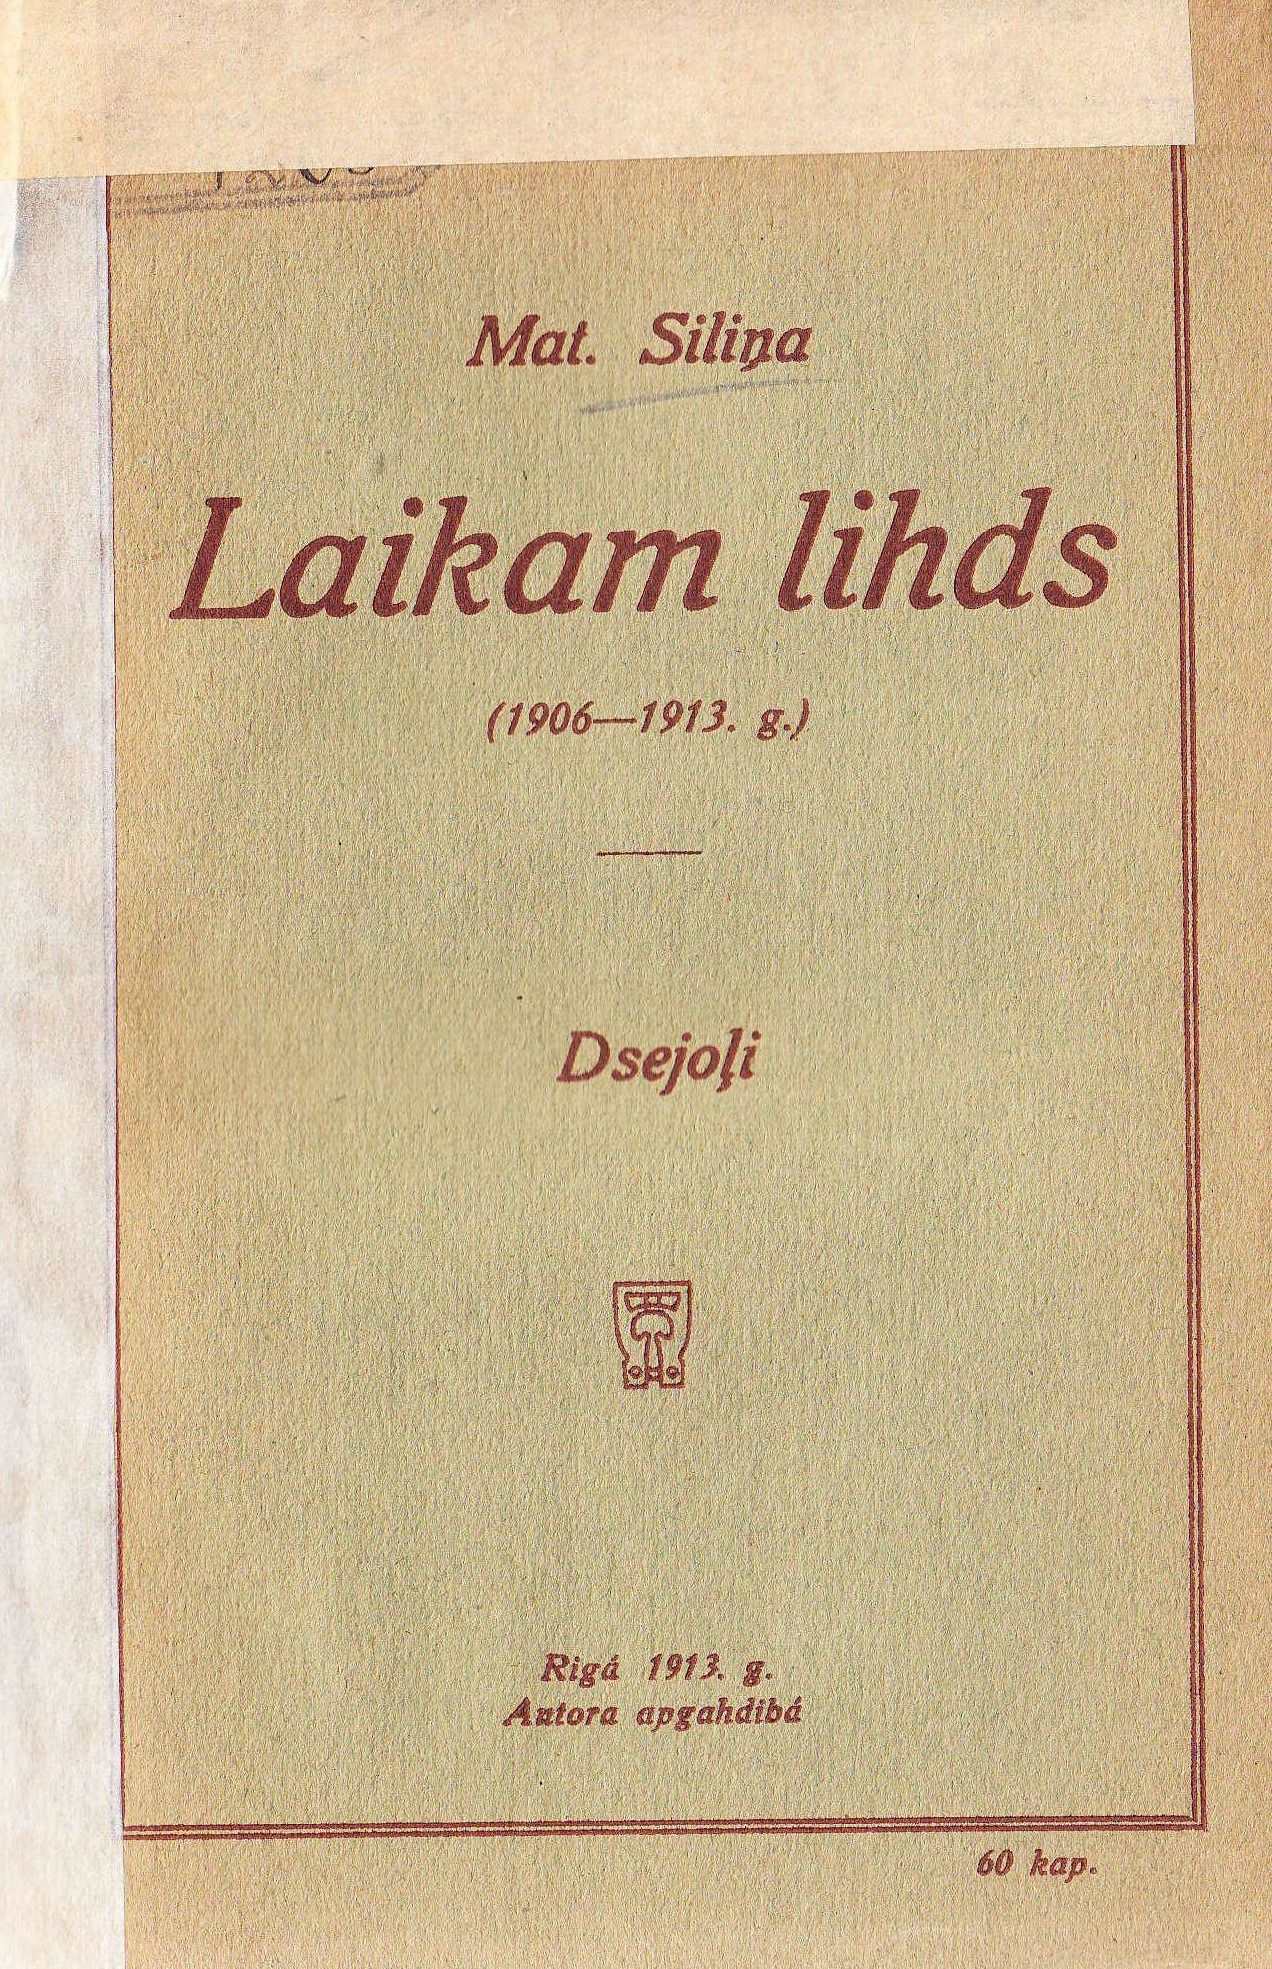 Mat. Siliņa
Laikam lihds
(1906—1913. g.)
Dsejoļi
Rigá 1913. g.
Autora apgahdibá
60 kap.